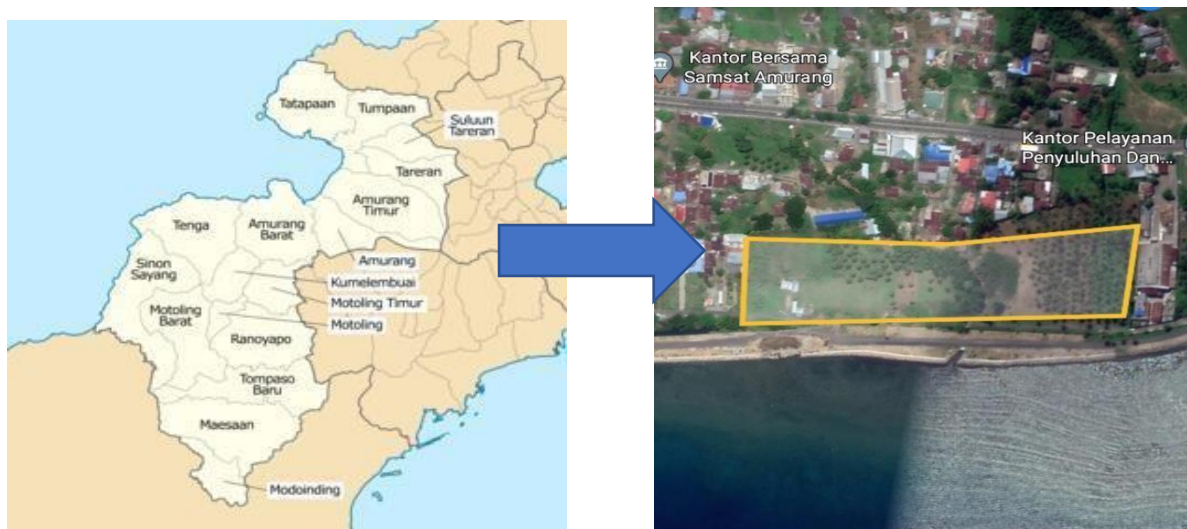 Tatapaan
Tumpaan
Suluun
Tareran
Tareran
Amurang
Timur
Tenga
Amurang
Barat
Sinon
Sayang
Amurang
Kumelembuai
Motoling Timur
Motoling
Motoling
Barat
Ranoyapo
Tompaso
Baru
Maesaan
Modoinding
Kantor Bersama
Samsat Amurang
Kantor Pelayanan
Penyuluhan Dan...